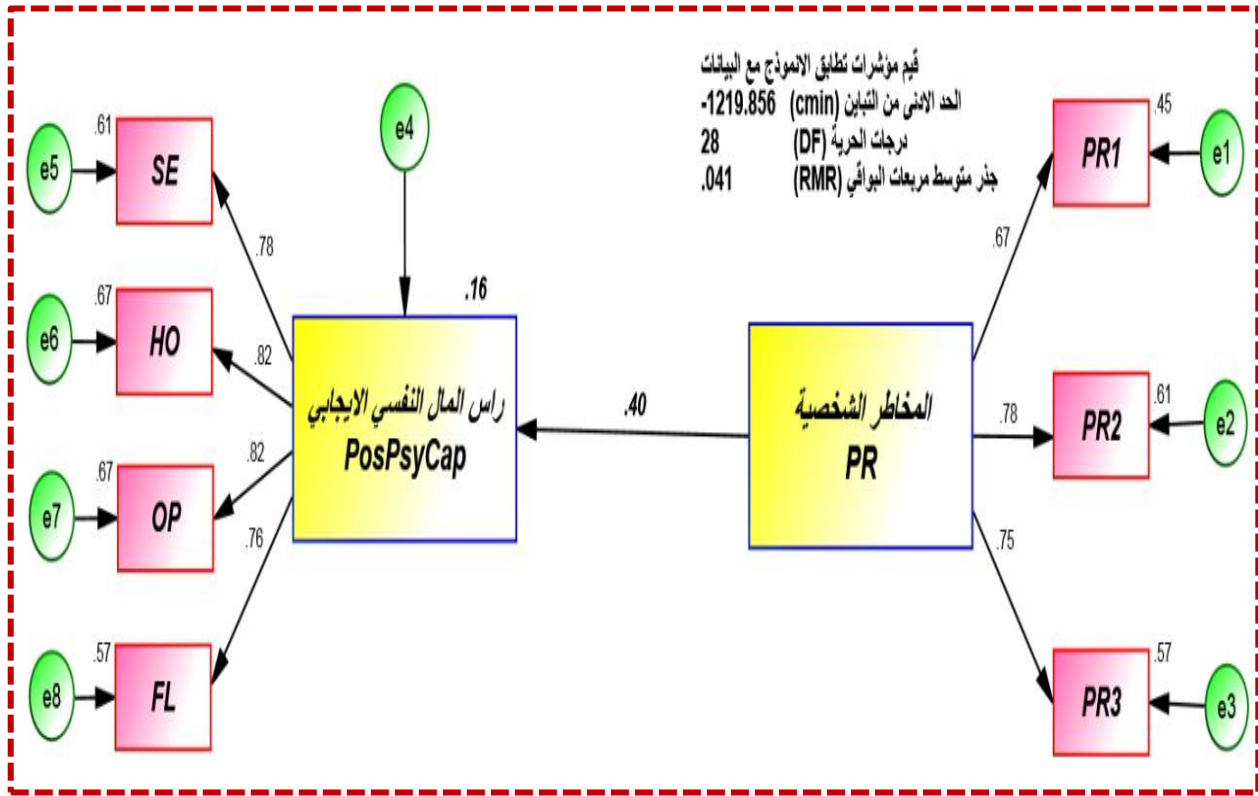 قيم مؤشرات تطابق الانموذج مع البيانات
الحد الادنى من التباين (cmin) -1219.856
درجات الحرية (DF) 28
جذر متوسط مربعات البواقي (RMR) .041
e4
.16
راس المال النفسي الايجابي
PosPsyCap
.40
المخاطر الشخصية
PR
e5
.61
SE
.78
e6
.67
HO
.82
e7
.67
OP
.82
e8
.57
FL
.76
.67
PR1
.45
e1
.78
PR2
.61
e2
.75
PR3
.57
e3